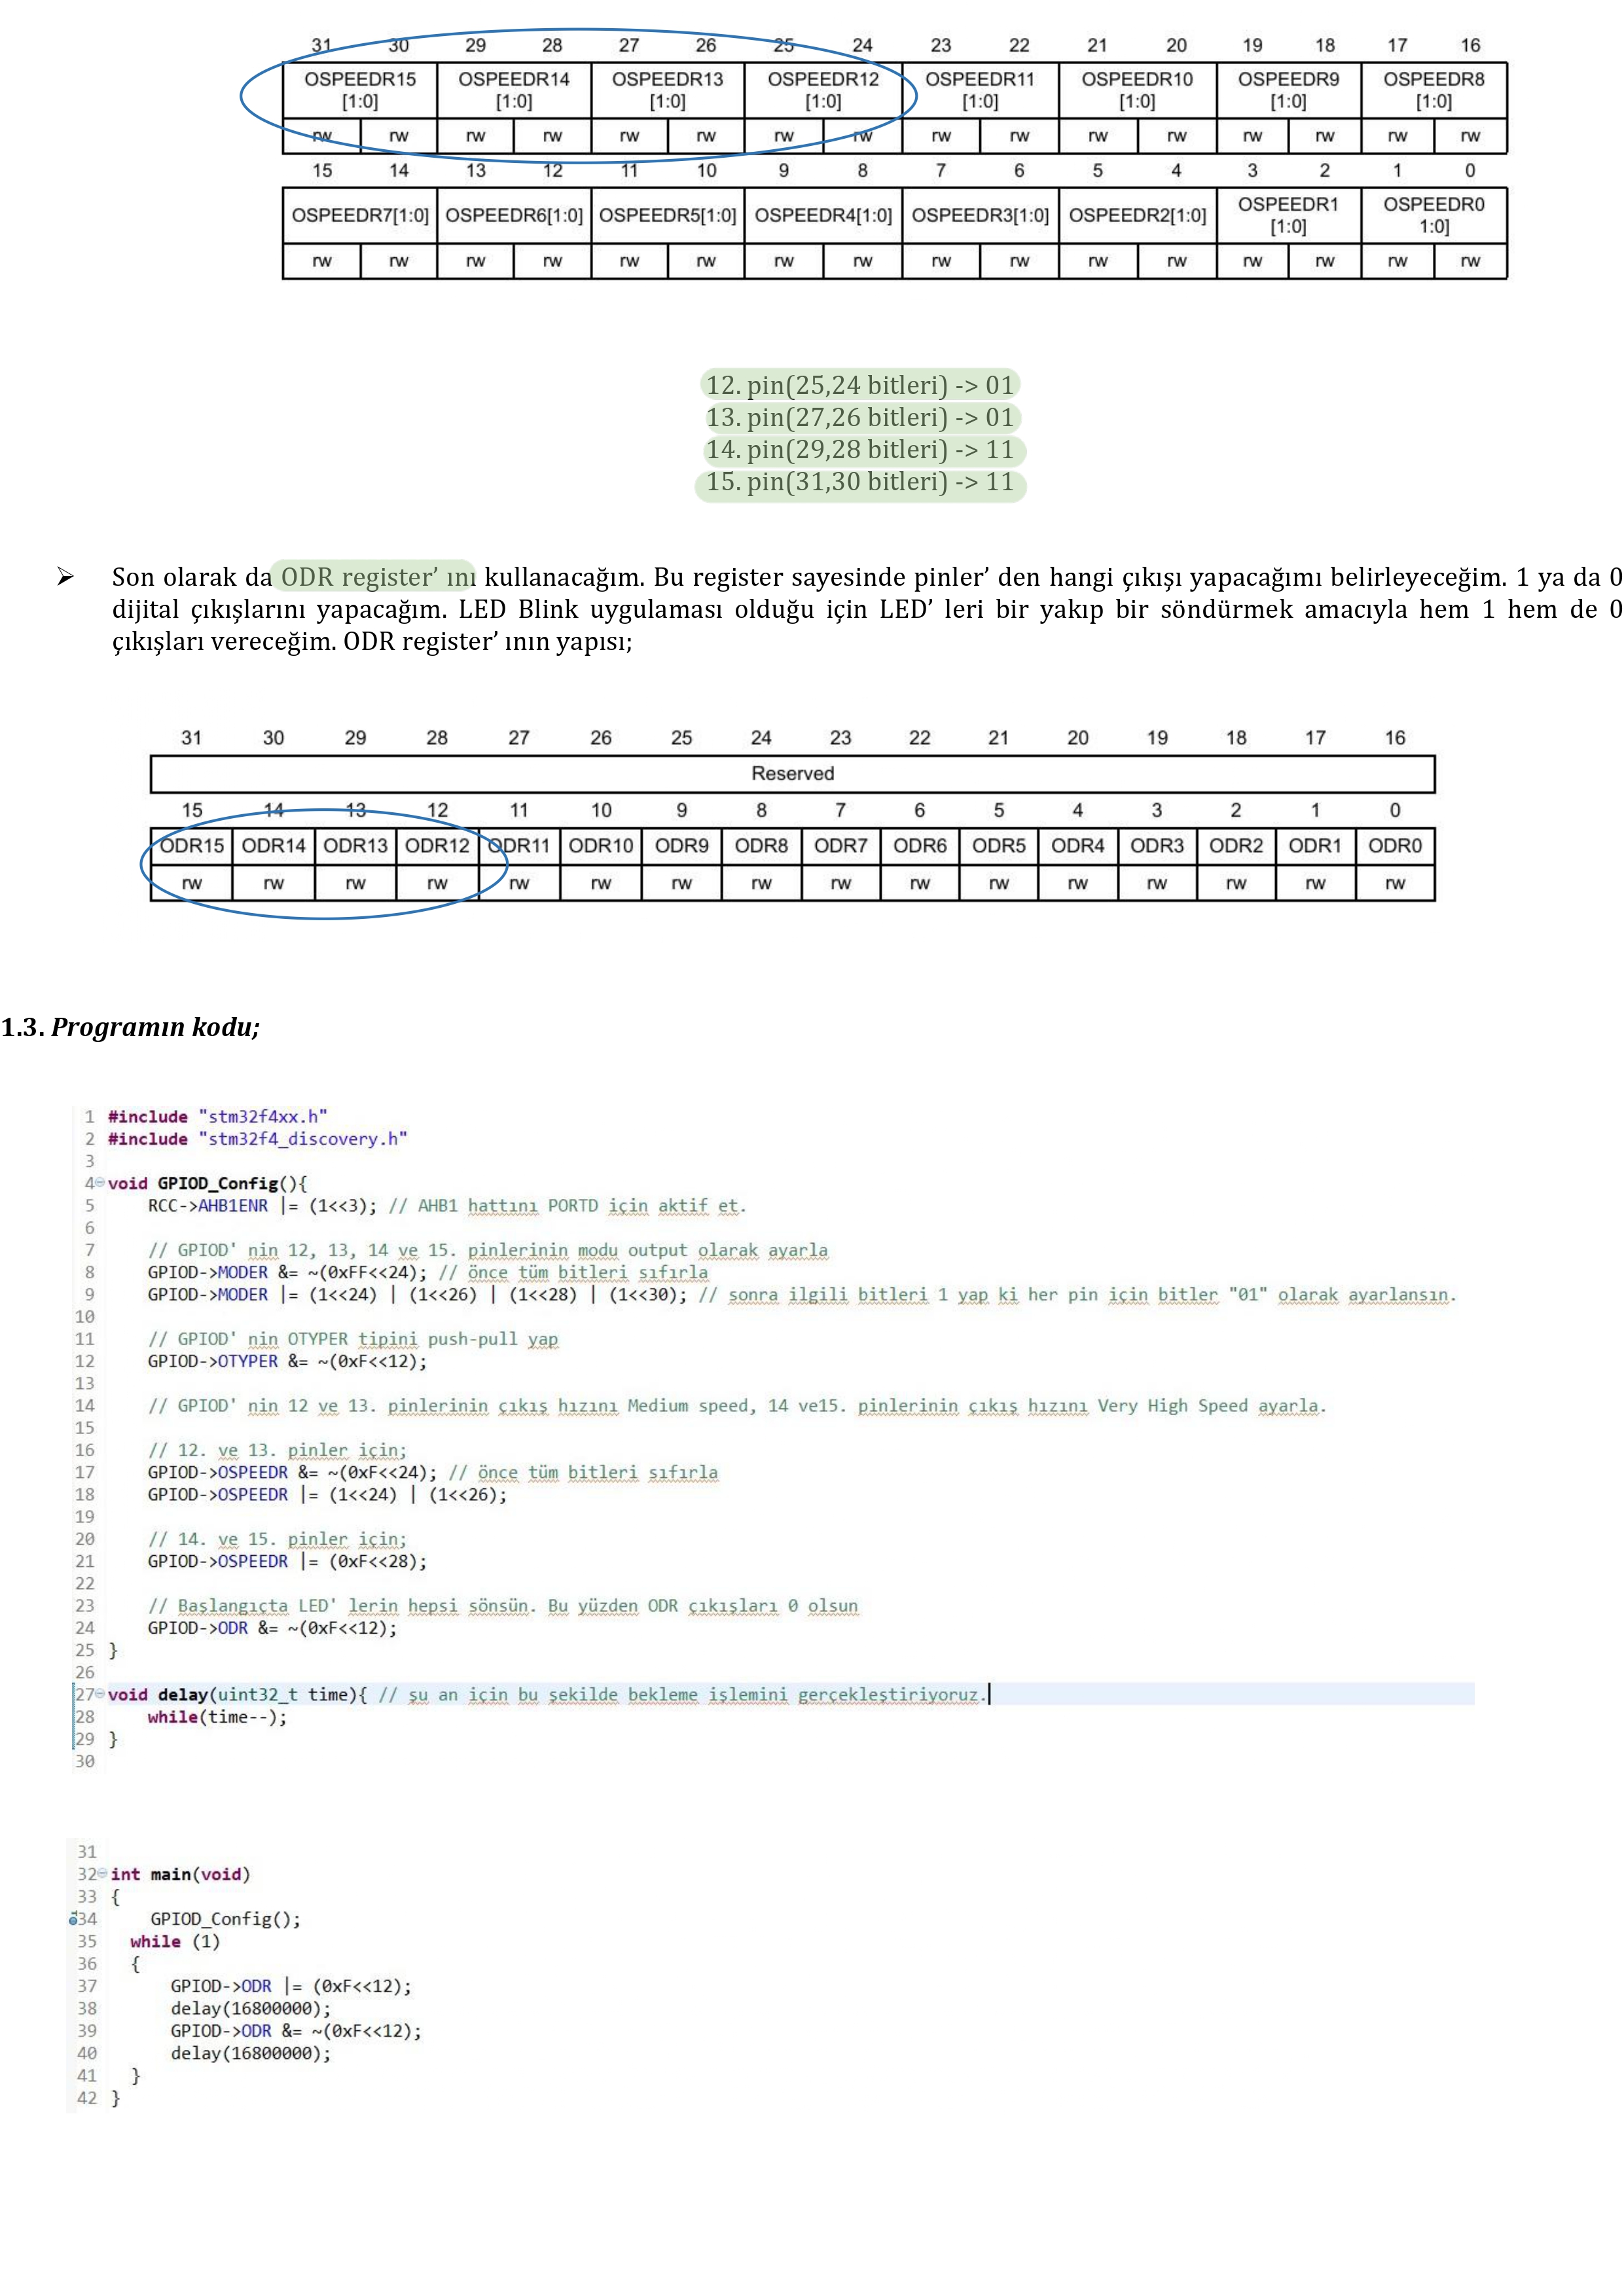 31 30 29 28 27 26 25 24 23 22 21 20 19 18 17 16
OSPEEDR15 [1:0] OSPEEDR14 [1:0] OSPEEDR13 [1:0] OSPEEDR12 [1:0] OSPEEDR11 [1:0] OSPEEDR10 [1:0] OSPEEDR9 [1:0] OSPEEDR8 [1:0]
rw rw rw rw rw rw rw rw rw rw rw rw rw rw rw rw
15 14 13 12 11 10 9 8 7 6 5 4 3 2 1 0
OSPEEDR7[1:0] OSPEEDR6[1:0] OSPEEDR5[1:0] OSPEEDR4[1:0] OSPEEDR3[1:0] OSPEEDR2[1:0] OSPEEDR1 [1:0] OSPEEDR0 1:0]
rw rw rw rw rw rw rw rw rw rw rw rw rw rw rw rw
12. pin(25,24 bitleri) -> 01
13. pin(27,26 bitleri) -> 01
14. pin(29,28 bitleri) -> 11
15. pin(31,30 bitleri) -> 11
➢ Son olarak da ODR register’ ını kullanacağım. Bu register sayesinde pinler’ den hangi çıkışı yapacağımı belirleyeceğim. 1 ya da 0
dijital çıkışlarını yapacağım. LED Blink uygulaması olduğu için LED’ leri bir yakıp bir söndürmek amacıyla hem 1 hem de 0
çıkışları vereceğim. ODR register’ ının yapısı;
31 30 29 28 27 26 25 24 23 22 21 20 19 18 17 16
Reserved
15 14 13 12 11 10 9 8 7 6 5 4 3 2 1 0
ODR15 ODR14 ODR13 ODR12 ODR11 ODR10 ODR9 ODR8 ODR7 ODR6 ODR5 ODR4 ODR3 ODR2 ODR1 ODR0
rw rw rw rw rw rw rw rw rw rw rw rw rw rw rw rw
1.3. Programın kodu;
1 #include "stm32f4xx.h"
2 #include "stm32f4_discovery.h"
3
4 void GPIOD_Config(){
5 RCC->AHB1ENR |= (1<<3); // AHB1 hattını PORTD için aktif et.
6
7 // GPIOD' nin 12, 13, 14 ve 15. pinlerinin modu output olarak ayarla
8 GPIOD->MODER &= ~(0xFF<<24); // önce tüm bitleri sıfırla
9 GPIOD->MODER |= (1<<24) | (1<<26) | (1<<28) | (1<<30); // sonra ilgili bitleri 1 yap ki her pin için bitler "01" olarak ayarlansın.
10
11 // GPIOD' nin OTYPER tipini push-pull yap
12 GPIOD->OTYPER &= ~(0xF<<12);
13
14 // GPIOD' nin 12 ve 13. pinlerinin çıkış hızını Medium speed, 14 ve15. pinlerinin çıkış hızını Very High Speed ayarla.
15
16 // 12. ve 13. pinler için;
17 GPIOD->OSPEEDR &= ~(0xF<<24); // önce tüm bitleri sıfırla
18 GPIOD->OSPEEDR |= (1<<24) | (1<<26);
19
20 // 14. ve 15. pinler için;
21 GPIOD->OSPEEDR |= (0xF<<28);
22
23 // Başlangıçta LED' lerin hepsi sönsün. Bu yüzden ODR çıkışları 0 olsun
24 GPIOD->ODR &= ~(0xF<<12);
25 }
26
27 void delay(uint32_t time){ // şu an için bu şekilde bekleme işlemini gerçekleştiriyoruz.
28 while(time--);
29 }
30
31
32 int main(void)
33 {
34 GPIOD_Config();
35 while (1)
36 {
37 GPIOD->ODR |= (0xF<<12);
38 delay(16800000);
39 GPIOD->ODR &= ~(0xF<<12);
40 delay(16800000);
41 }
42 }